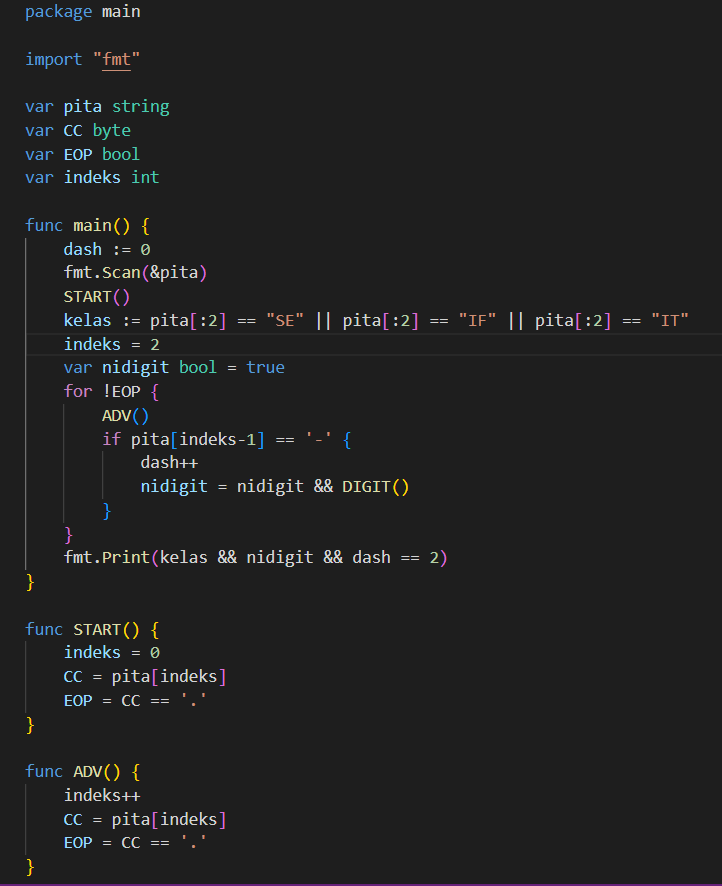 package main
import "fmt"
var pita string
var CC byte
var EOP bool
var indeks int
func main() {
    dash := 0
    fmt.Scan(&pita)
    START()
    kelas := pita[:2] == "SE" || pita[:2] == "IF" || pita[:2] == "IT"
    indeks = 2
    var nidigit bool = true
    for !EOP {
        ADV()
        if pita[indeks-1] == '-' {
            dash++
            nidigit = nidigit && DIGIT()
        }
    }
    fmt.Print(kelas && nidigit && dash == 2)
}
func START() {
    indeks = 0
    CC = pita[indeks]
    EOP = CC == '.'
}
func ADV() {
    indeks++
    CC = pita[indeks]
    EOP = CC == '.'
}